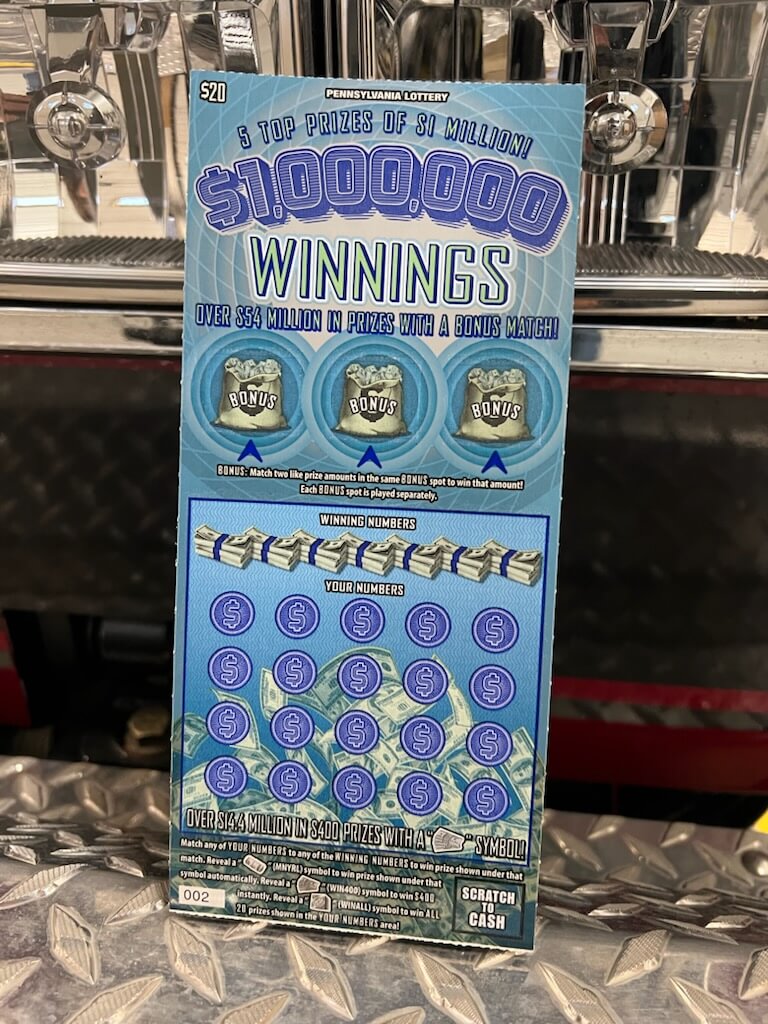 $20
PENNSYLVANIA LOTTERY
5 TOP PRIZES OF $1 MILLION!
$1,000,000
WINNINGS
OVER $54 MILLION IN PRIZES WITH A BONUS MATCH!
BONUS BONUS BONUS
BONUS: Match two like prize amounts in the same BONUS spot to win that amount!
Each BONUS spot is played separately.
WINNING NUMBERS
YOUR NUMBERS
$ $ $ $ $
$ $ $ $ $
$ $ $ $ $
$ $ $ $ $
OVER $14.4 MILLION IN $400 PRIZES WITH A " " SYMBOL!
Match any of YOUR NUMBERS to any of the WINNING NUMBERS to win prize shown under that
match. Reveal a " " (MNYRL) symbol to win prize shown under that
symbol automatically. Reveal a " " (WIN400) symbol to win $400
instantly. Reveal a " " (WINALL) symbol to win ALL
20 prizes shown in the YOUR NUMBERS area!
002
SCRATCH
TO
CASH